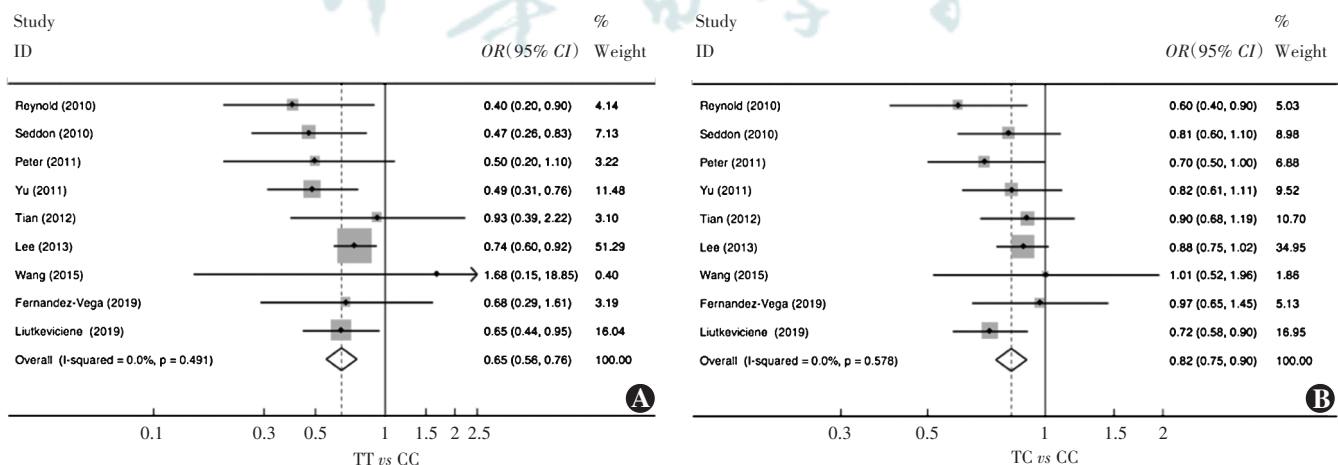 Study %
ID OR(95% CI) Weight
Reynold (2010) 0.40 (0.20, 0.90) 4.14
Seddon (2010) 0.47 (0.26, 0.83) 7.13
Peter (2011) 0.50 (0.20, 1.10) 3.22
Yu (2011) 0.49 (0.31, 0.76) 11.48
Tian (2012) 0.93 (0.39, 2.22) 3.10
Lee (2013) 0.74 (0.60, 0.92) 51.29
Wang (2015) 1.68 (0.15, 18.85) 0.40
Fernandez-Vega (2019) 0.68 (0.29, 1.61) 3.19
Liutkeviciene (2019) 0.65 (0.44, 0.95) 16.04
Overall (I-squared = 0.0%, p = 0.491) 0.65 (0.56, 0.76) 100.00
A
0.1 0.3 0.5 1 1.5 2 2.5
TT vs CC
Study %
ID OR(95% CI) Weight
Reynold (2010) 0.60 (0.40, 0.90) 5.03
Seddon (2010) 0.81 (0.60, 1.10) 8.98
Peter (2011) 0.70 (0.50, 1.00) 6.88
Yu (2011) 0.82 (0.61, 1.11) 9.52
Tian (2012) 0.90 (0.68, 1.19) 10.70
Lee (2013) 0.88 (0.75, 1.02) 34.95
Wang (2015) 1.01 (0.52, 1.96) 1.86
Fernandez-Vega (2019) 0.97 (0.65, 1.45) 5.13
Liutkeviciene (2019) 0.72 (0.58, 0.90) 16.95
Overall (I-squared = 0.0%, p = 0.578) 0.82 (0.75, 0.90) 100.00
B
0.3 0.5 1 1.5 2
TC vs CC